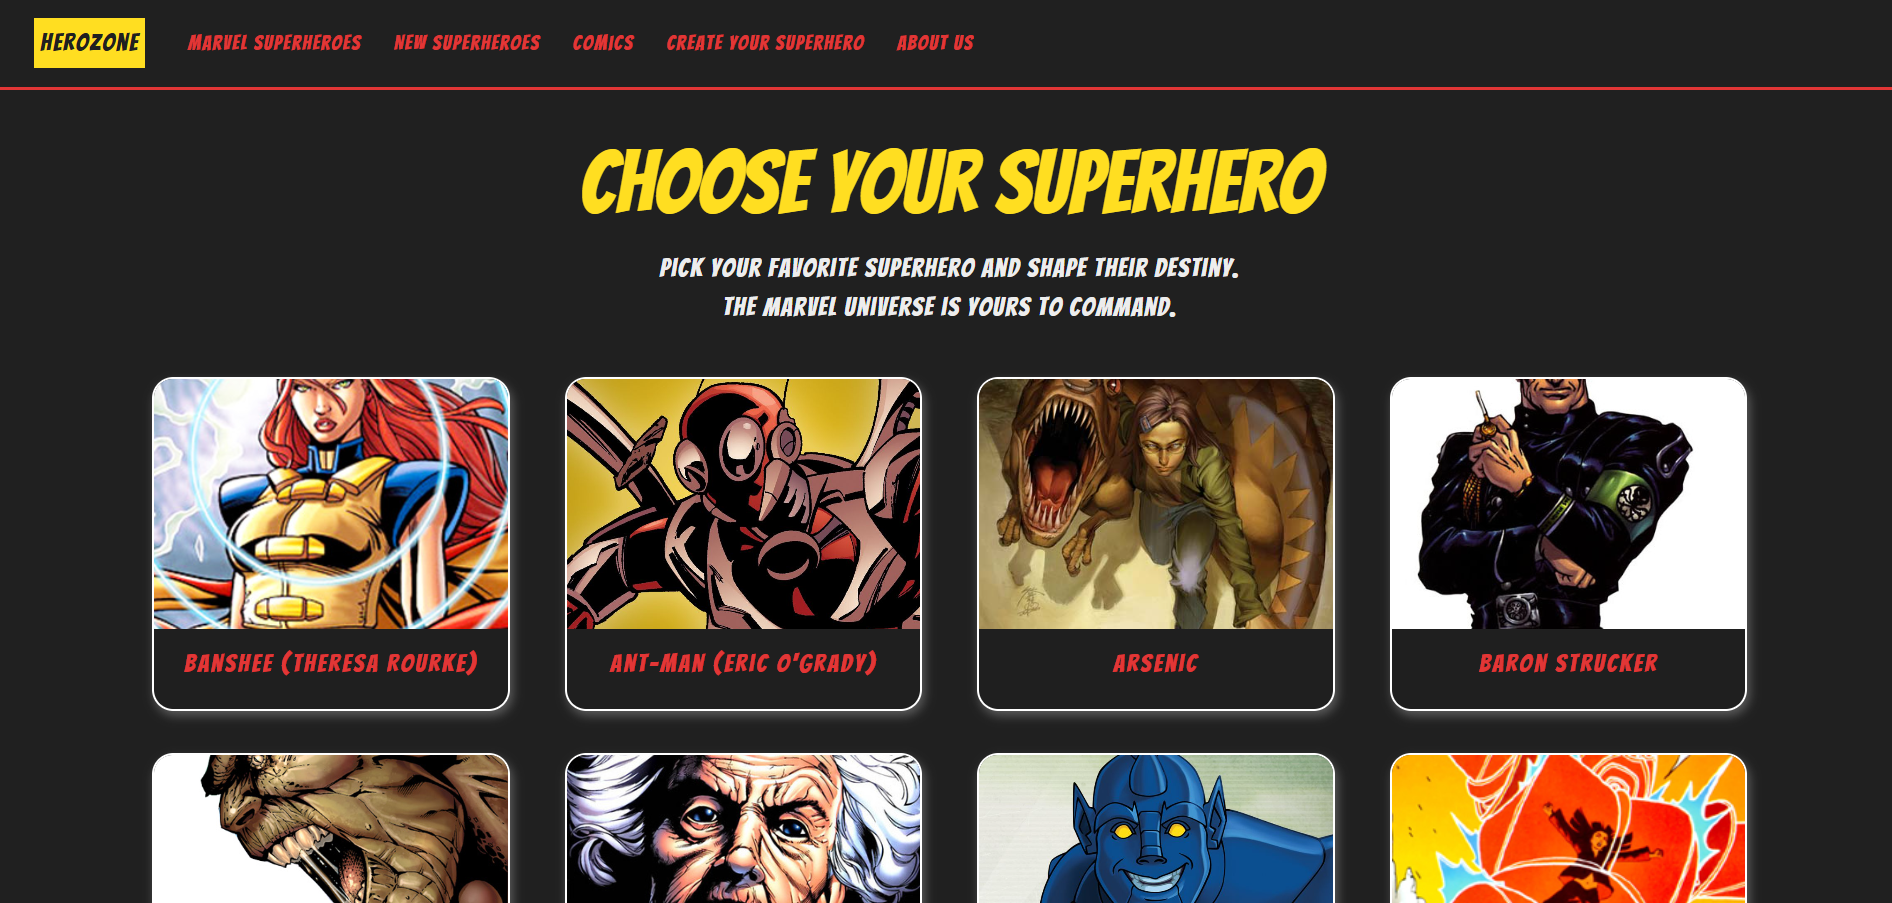 HEROZONE
MARVEL SUPERHEROES
NEW SUPERHEROES
COMICS
CREATE YOUR SUPERHERO
ABOUT US
CHOOSE YOUR SUPERHERO
PICK YOUR FAVORITE SUPERHERO AND SHAPE THEIR DESTINY.
THE MARVEL UNIVERSE IS YOURS TO COMMAND.
BANSHEE (THERESA ROURKE)
ANT-MAN (ERIC O'GRADY)
ARSENIC
BARON STRUCKER